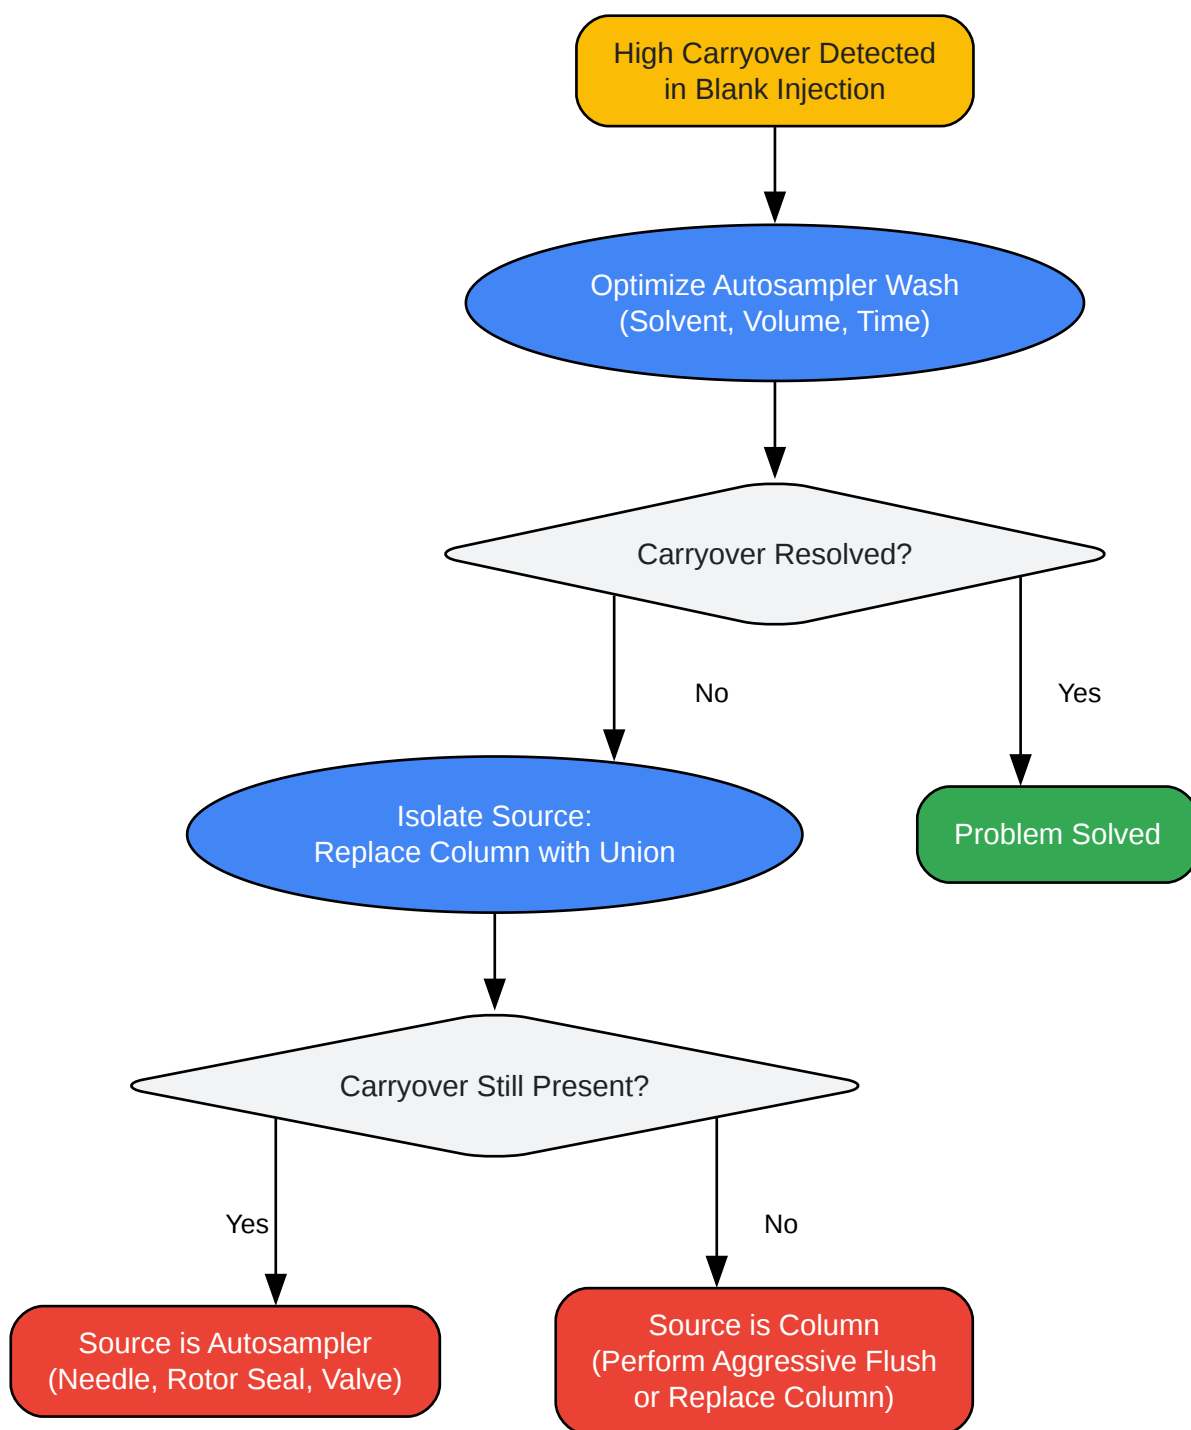 High Carryover Detected
in Blank Injection
Optimize Autosampler Wash
(Solvent, Volume, Time)
Carryover Resolved?
No
Yes
Isolate Source:
Replace Column with Union
Problem Solved
Carryover Still Present?
Yes
No
Source is Autosampler
(Needle, Rotor Seal, Valve)
Source is Column
(Perform Aggressive Flush
or Replace Column)